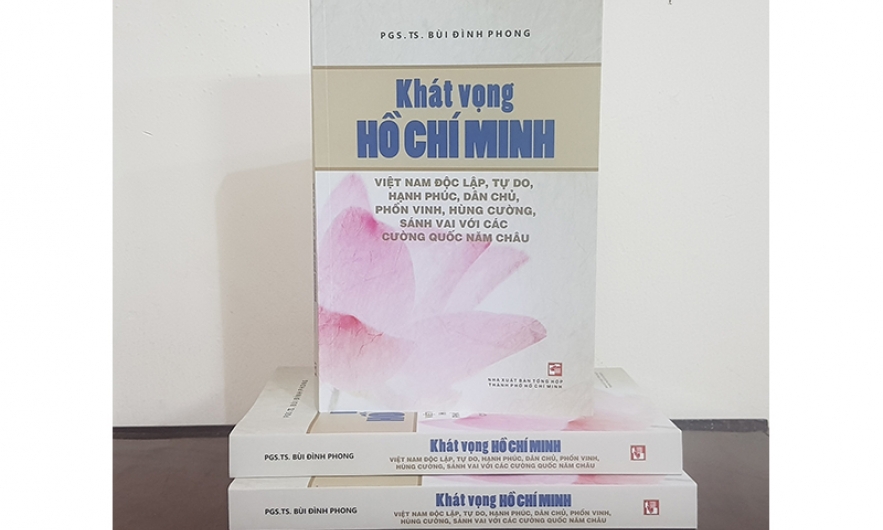 PGS.TS. BÙI ĐÌNH PHONG
Khát vọng
HỒ CHÍ MINH
VIỆT NAM ĐỘC LẬP, TỰ DO,
HẠNH PHÚC, DÂN CHỦ,
PHỒN VINH, HÙNG CƯỜNG,
SÁNH VAI VỚI CÁC
CƯỜNG QUỐC NĂM CHÂU
NHÀ XUẤT BẢN TỔNG HỢP
THÀNH PHỐ HỒ CHÍ MINH
PGS.TS. BÙI ĐÌNH PHONG
PGS.TS. BÙI ĐÌNH PHONG
Khát vọng HỒ CHÍ MINH
VIỆT NAM ĐỘC LẬP, TỰ DO, HẠNH PHÚC, DÂN CHỦ, PHỒN VINH,
HÙNG CƯỜNG, SÁNH VAI VỚI CÁC CƯỜNG QUỐC NĂM CHÂU
PGS.TS. BÙI ĐÌNH PHONG
Khát vọng HỒ CHÍ MINH
VIỆT NAM ĐỘC LẬP, TỰ DO, HẠNH PHÚC, DÂN CHỦ, PHỒN VINH,
HÙNG CƯỜNG, SÁNH VAI VỚI CÁC CƯỜNG QUỐC NĂM CHÂU